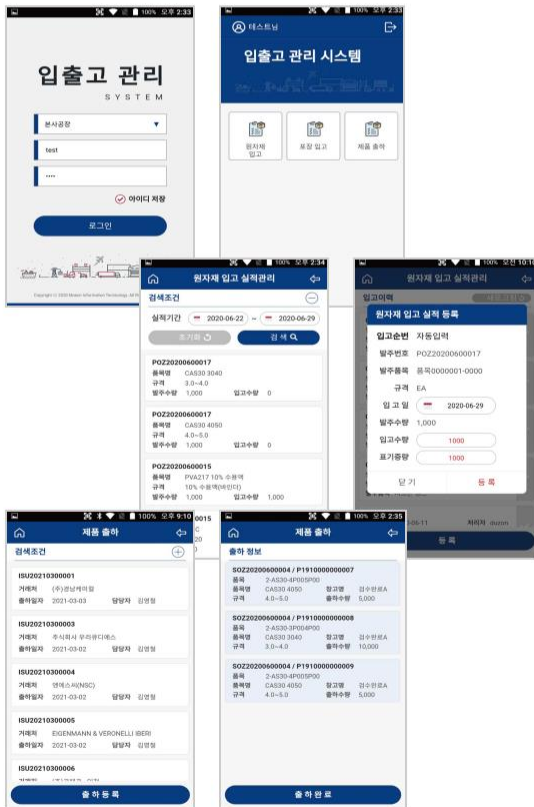 100% 오후 2:33
입출고 관리
SYSTEM
본사공장
test
아이디 저장
로그인
100% 오후 2:33
테스트님
입출고 관리 시스템
원자재
입고
포장 입고
제품 출하
100% 오후 2:34
원자재 입고 실적관리
검색조건
실적기간 2020-06-22 ~ 2020-06-29
초기화 검 색
POZ20200600017
품목명 CAS30 3040
규격 3.0~4.0
발주수량 1,000 입고수량 0
POZ20200600017
품목명 CAS30 4050
규격 4.0~5.0
발주수량 1,000 입고수량 0
POZ20200600015
품목명 PVA217 10% 수용액
규격 10% 수용액(바인더)
발주수량 1,000 입고수량 1,000
100% 오전 10:10
원자재 입고 실적관리
입고이력
원자재 입고 실적 등록
입고순번 자동입력
발주번호 POZ20200600017
발주품목 품목0000001-0000
규격 EA
입 고 일 2020-06-29
발주수량 1,000
입고수량 1000
표기중량 1000
닫 기 등 록
처리자 duzon
등 록
100% 오후 9:10
제품 출하
검색조건
ISU20210300001
거래처 (주)경남케미컬
출하일자 2021-03-03 담당자 김영철
ISU20210300003
거래처 주식회사 우리큐디에스
출하일자 2021-03-02 담당자 김영철
ISU20210300004
거래처 엔에스씨(NSC)
출하일자 2021-03-02 담당자 김영철
ISU20210300005
거래처 EIGENMANN & VERONELLI IBERI
출하일자 2021-03-02 담당자 김영철
ISU20210300006
출 하 등 록
100% 오후 2:35
제품 출하
출하 정보
SOZ20200600004 / P1910000000007
품목 2-AS30-4P005P00
품목명 CAS30 4050 창고명 검수완료A
규격 4.0~5.0 출하수량 5,000
SOZ20200600004 / P1910000000008
품목 2-AS30-3P004P00
품목명 CAS30 3040 창고명 검수완료A
규격 3.0~4.0 출하수량 10,000
SOZ20200600004 / P1910000000009
품목 2-AS30-4P005P00
품목명 CAS30 4050 창고명 검수완료A
규격 4.0~5.0 출하수량 5,000
출 하 완 료